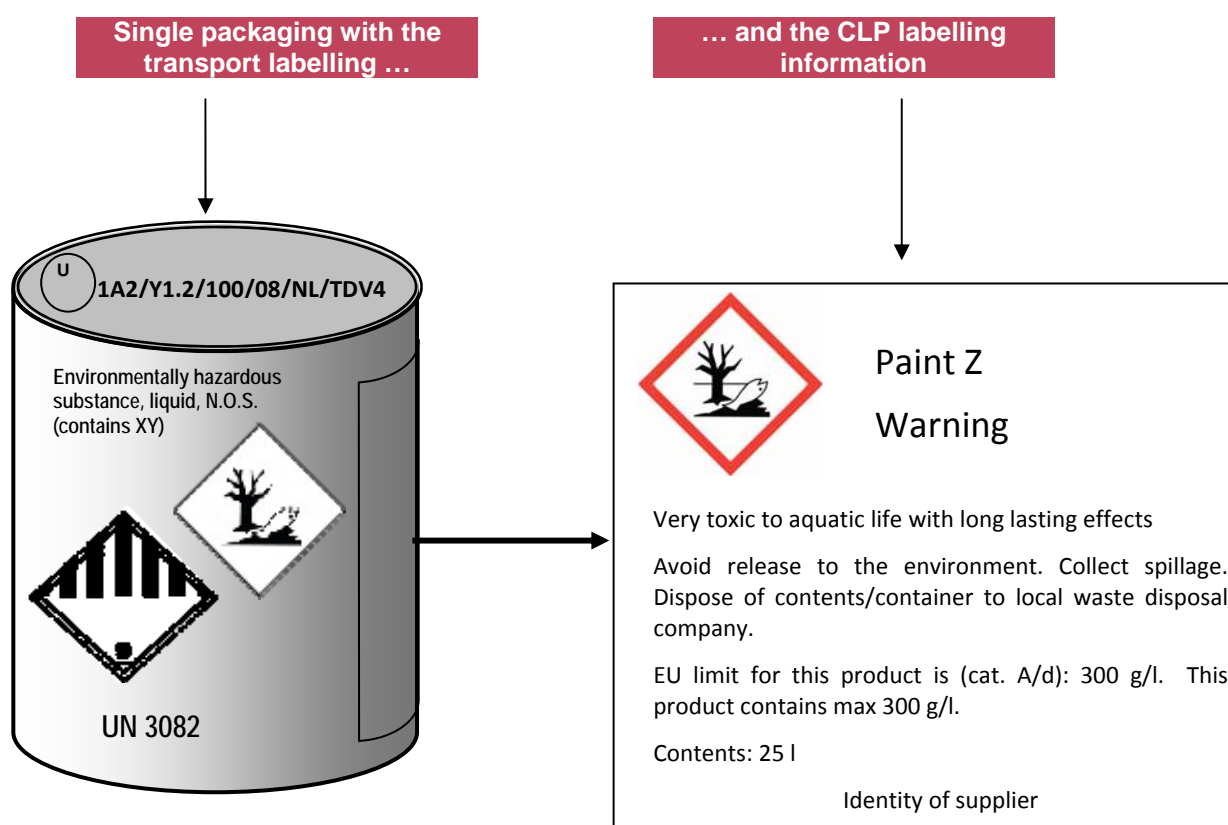 Single packaging with the
transport labelling …
… and the CLP labelling
information
U
1A2/Y1.2/100/08/NL/TDV4
Environmentally hazardous
substance, liquid, N.O.S.
(contains XY)
9
UN 3082
Paint Z
Warning
Very toxic to aquatic life with long lasting effects
Avoid release to the environment. Collect spillage.
Dispose of contents/container to local waste disposal
company.
EU limit for this product is (cat. A/d): 300 g/l. This
product contains max 300 g/l.
Contents: 25 l
Identity of supplier